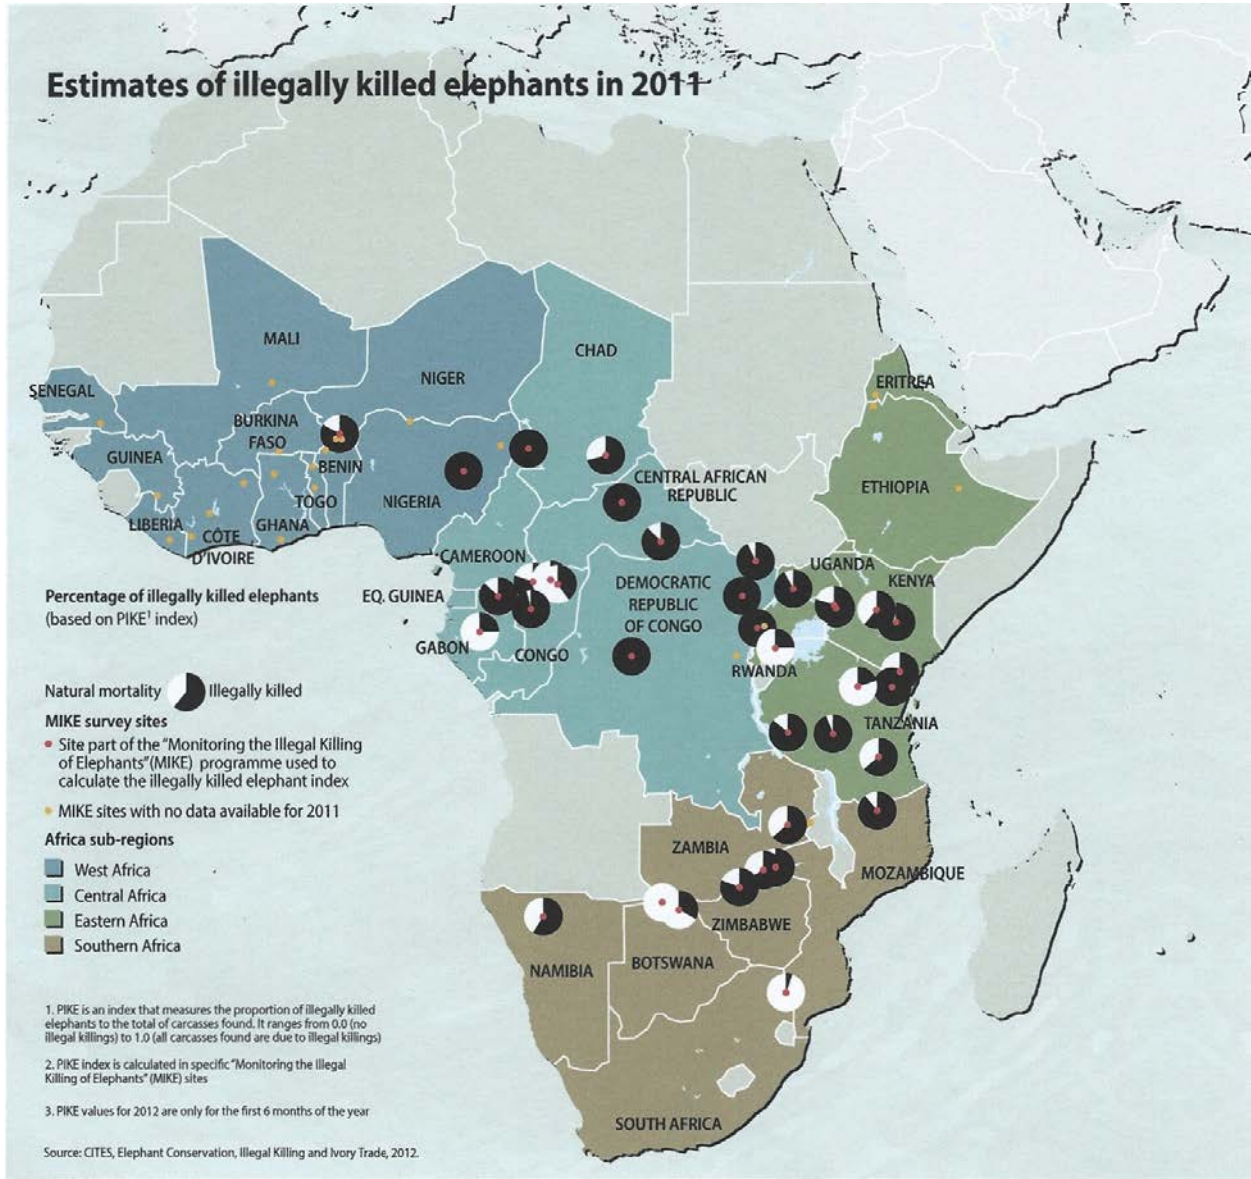 Estimates of illegally killed elephants in 2011
MALI
CHAD
NIGER
SENEGAL
ERITREA
BURKINA
FASO
GUINEA
BENIN
CENTRAL AFRICAN
REPUBLIC
ETHIOPIA
TOGO
NIGERIA
LIBERIA
GHANA
CÔTE
D'IVOIRE
CAMEROON
UGANDA
KENYA
DEMOCRATIC
REPUBLIC
OF CONGO
EQ. GUINEA
GABON
CONGO
RWANDA
TANZANIA
ZAMBIA
MOZAMBIQUE
ZIMBABWE
NAMIBIA
BOTSWANA
SOUTH AFRICA
Percentage of illegally killed elephants
(based on PIKE¹ index)
Natural mortality Illegally killed
MIKE survey sites
Site part of the "Monitoring the Illegal Killing
of Elephants"(MIKE) programme used to
calculate the illegally killed elephant index
MIKE sites with no data available for 2011
Africa sub-regions
West Africa
Central Africa
Eastern Africa
Southern Africa
1. PIKE is an index that measures the proportion of illegally killed
elephants to the total of carcasses found. It ranges from 0.0 (no
illegal killings) to 1.0 (all carcasses found are due to illegal killings)
2. PIKE index is calculated in specific "Monitoring the Illegal
Killing of Elephants" (MIKE) sites
3. PIKE values for 2012 are only for the first 6 months of the year
Source: CITES, Elephant Conservation, Illegal Killing and Ivory Trade, 2012.